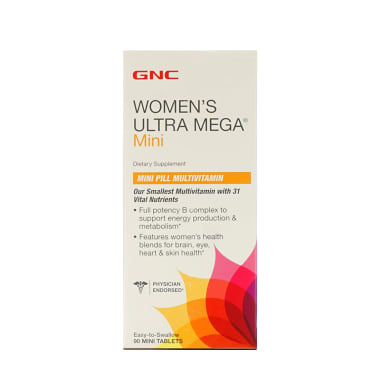 GNC
WOMEN'S
ULTRA MEGA®
Mini
Dietary Supplement
MINI PILL MULTIVITAMIN
Our Smallest Multivitamin with 31
Vital Nutrients
• Full potency B complex to
support energy production &
metabolism*
• Features women's health
blends for brain, eye,
heart & skin health*
PHYSICIAN
ENDORSED*
Easy-to-Swallow
90 MINI TABLETS